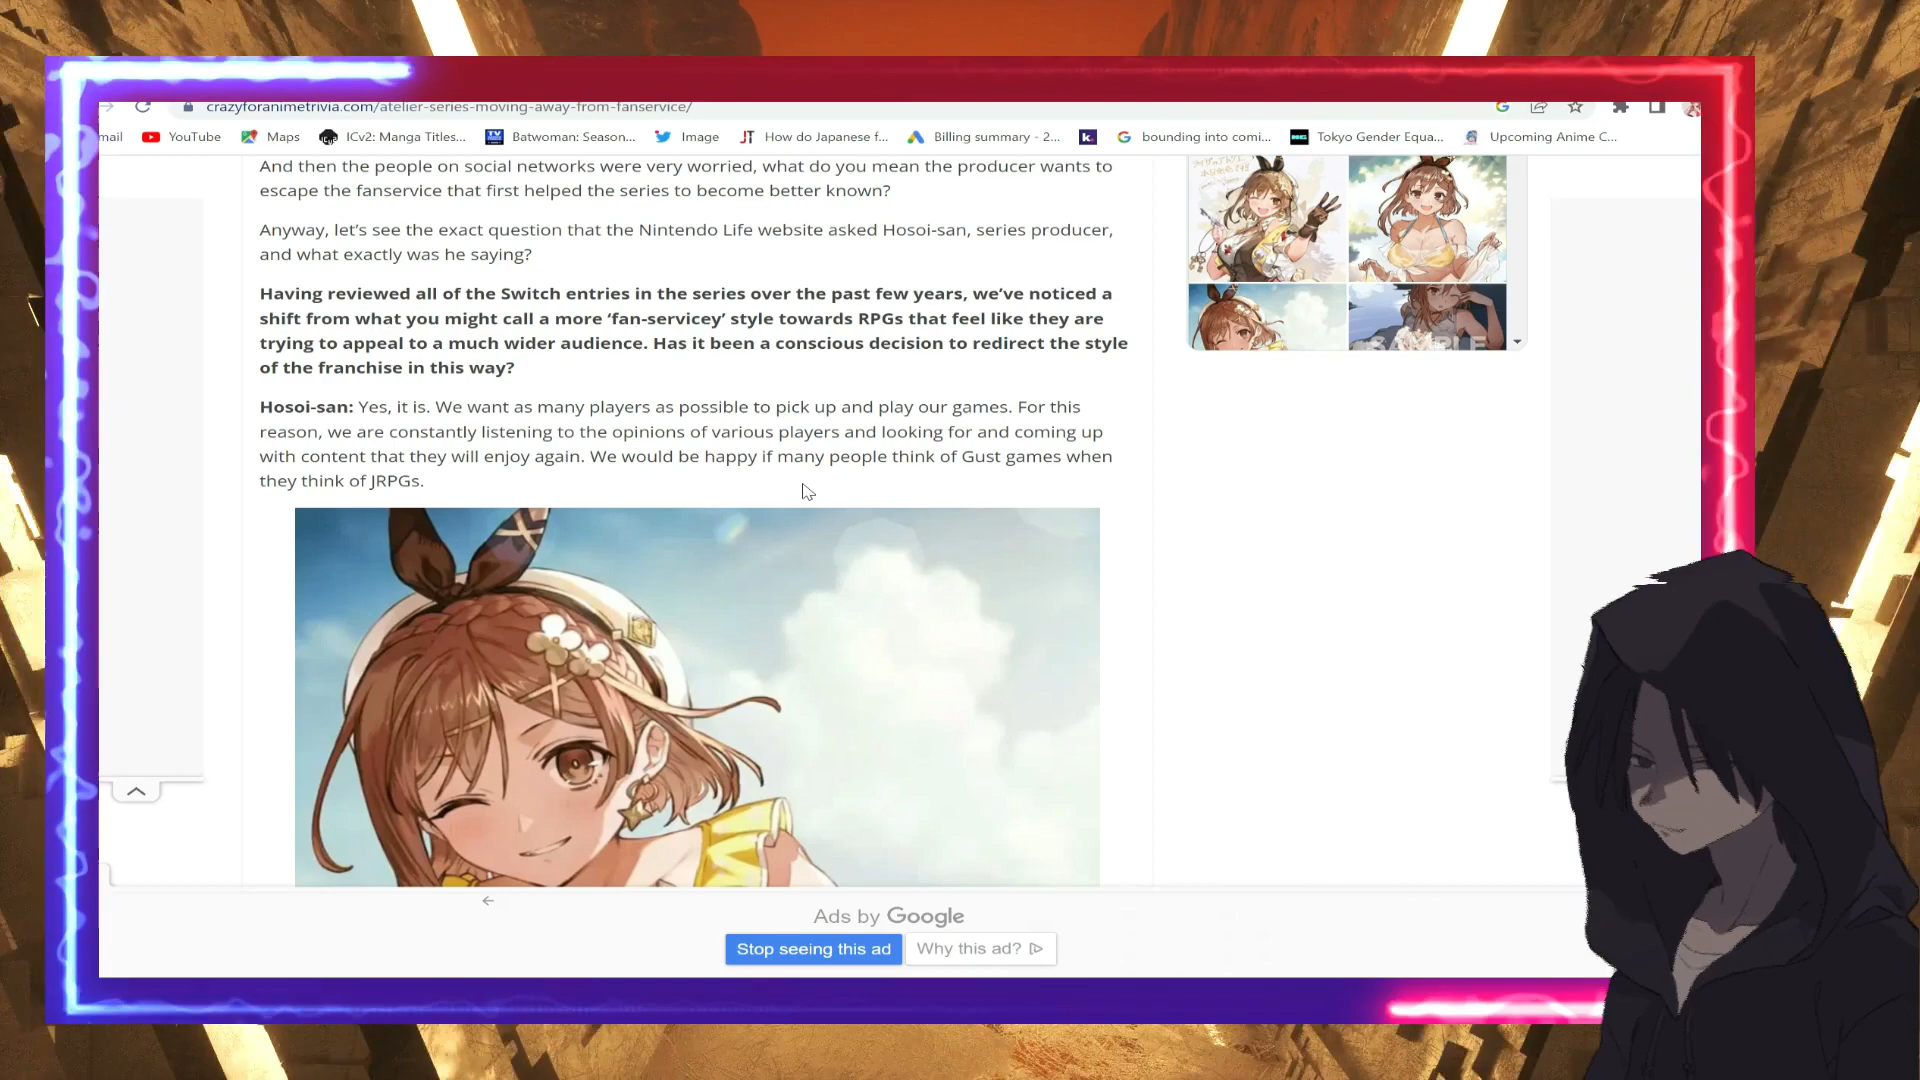 crazyforanimetrivia.com/atelier-series-moving-away-from-fanservice/
mail YouTube Maps ICv2: Manga Titles... Batwoman: Season... Image How do Japanese f... Billing summary - 2... bounding into comi... Tokyo Gender Equa... Upcoming Anime C...
And then the people on social networks were very worried, what do you mean the producer wants to
escape the fanservice that first helped the series to become better known?
Anyway, let's see the exact question that the Nintendo Life website asked Hosoi-san, series producer,
and what exactly was he saying?
Having reviewed all of the Switch entries in the series over the past few years, we've noticed a
shift from what you might call a more 'fan-servicey' style towards RPGs that feel like they are
trying to appeal to a much wider audience. Has it been a conscious decision to redirect the style
of the franchise in this way?
Hosoi-san: Yes, it is. We want as many players as possible to pick up and play our games. For this
reason, we are constantly listening to the opinions of various players and looking for and coming up
with content that they will enjoy again. We would be happy if many people think of Gust games when
they think of JRPGs.
SAMPLE
Ads by Google
Stop seeing this ad
Why this ad?